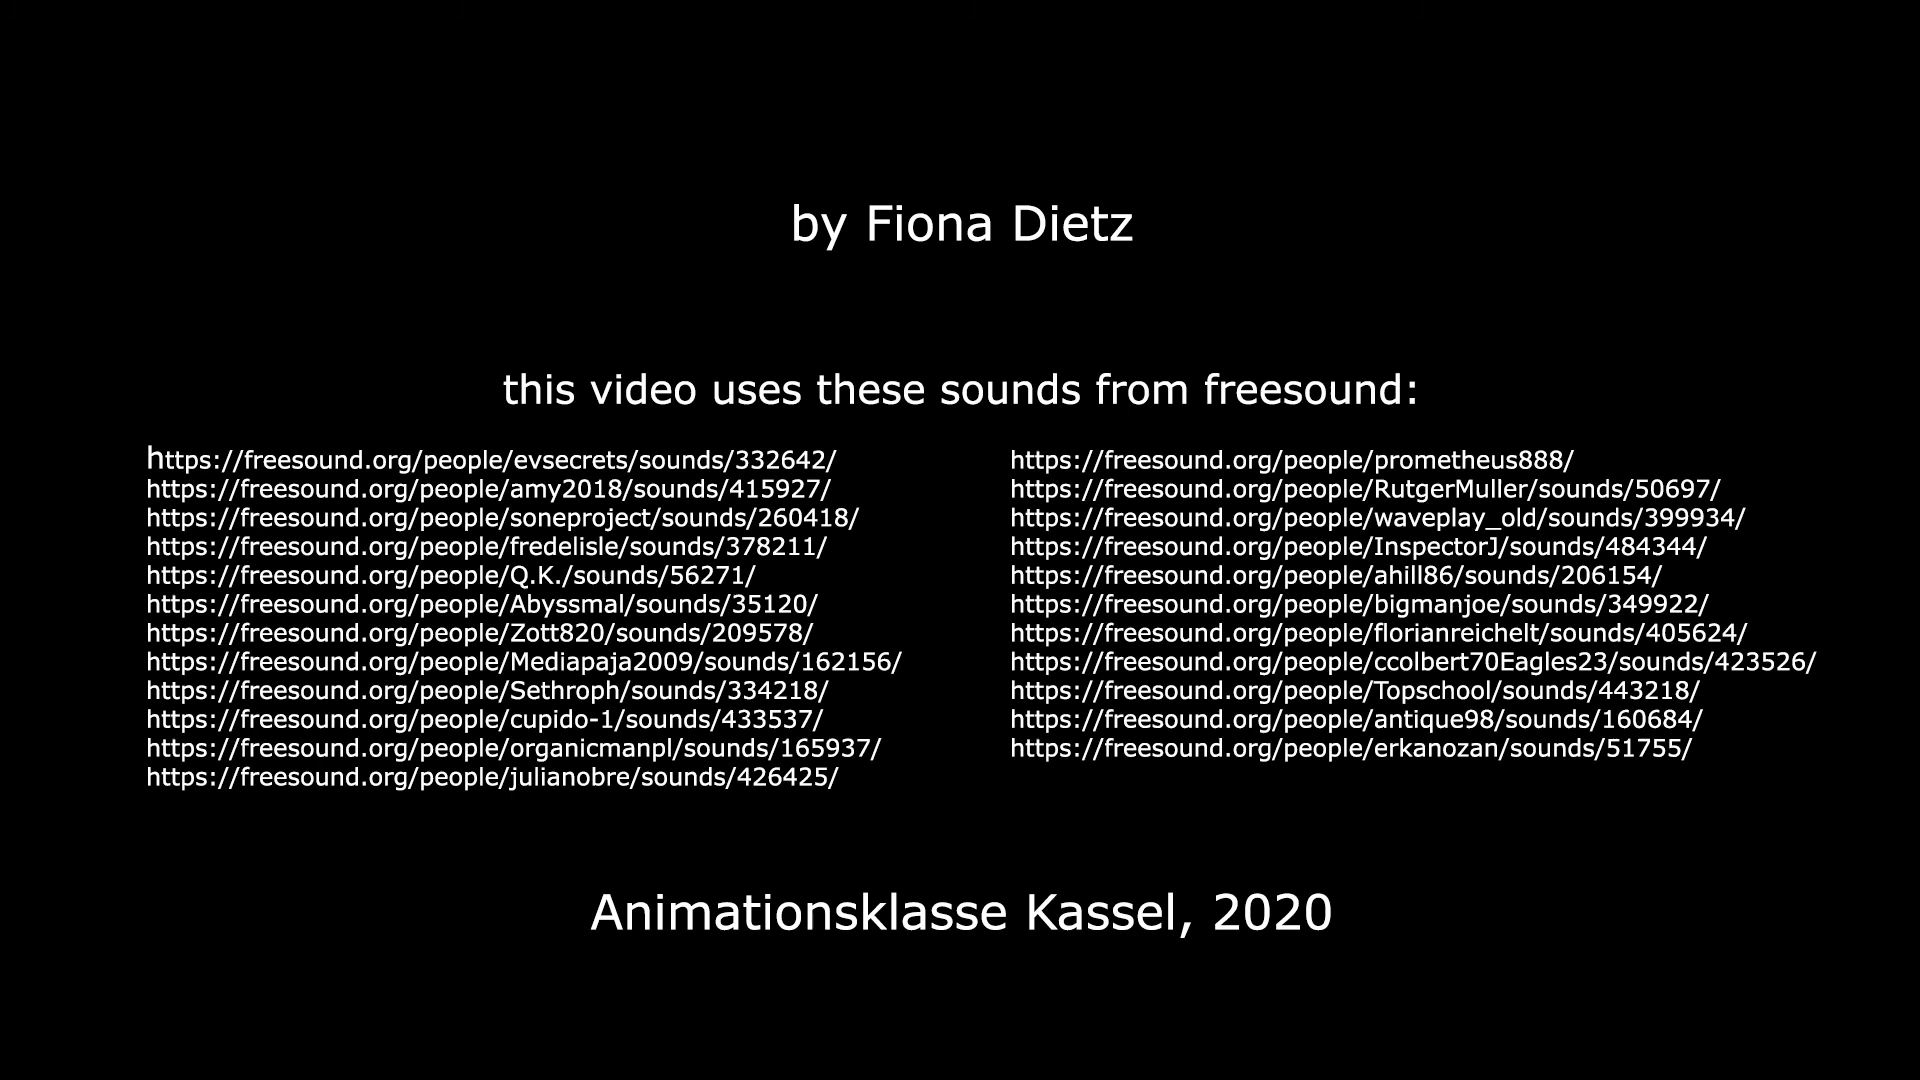 by Fiona Dietz
this video uses these sounds from freesound:
https://freesound.org/people/evsecrets/sounds/332642/
https://freesound.org/people/amy2018/sounds/415927/
https://freesound.org/people/soneproject/sounds/260418/
https://freesound.org/people/fredelisle/sounds/378211/
https://freesound.org/people/Q.K./sounds/56271/
https://freesound.org/people/Abyssmal/sounds/35120/
https://freesound.org/people/Zott820/sounds/209578/
https://freesound.org/people/Mediapaja2009/sounds/162156/
https://freesound.org/people/Sethroph/sounds/334218/
https://freesound.org/people/cupido-1/sounds/433537/
https://freesound.org/people/organicmanpl/sounds/165937/
https://freesound.org/people/julianobre/sounds/426425/
https://freesound.org/people/prometheus888/
https://freesound.org/people/RutgerMuller/sounds/50697/
https://freesound.org/people/waveplay_old/sounds/399934/
https://freesound.org/people/InspectorJ/sounds/484344/
https://freesound.org/people/ahill86/sounds/206154/
https://freesound.org/people/bigmanjoe/sounds/349922/
https://freesound.org/people/florianreichelt/sounds/405624/
https://freesound.org/people/ccolbert70Eagles23/sounds/423526/
https://freesound.org/people/Topschool/sounds/443218/
https://freesound.org/people/antique98/sounds/160684/
https://freesound.org/people/erkanozan/sounds/51755/
Animationsklasse Kassel, 2020